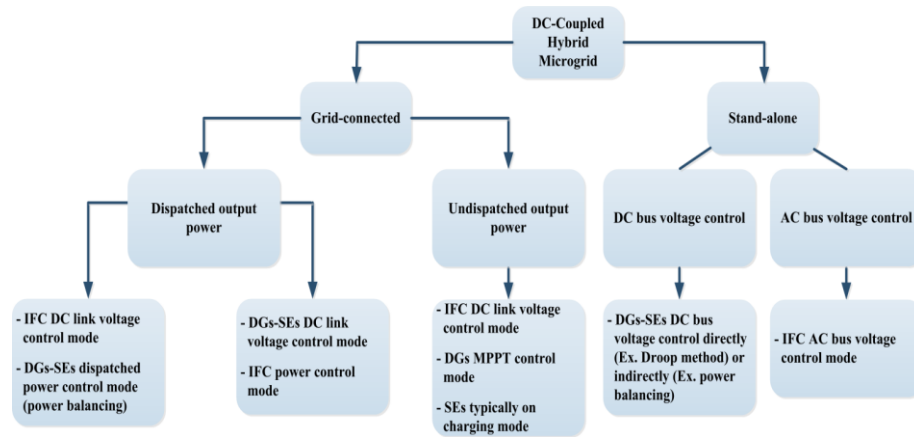 DC-Coupled
Hybrid
Microgrid
Grid-connected
Stand-alone
Dispatched output
power
Undispatched output
power
DC bus voltage control
AC bus voltage control
- IFC DC link voltage
control mode
- DGs-SEs dispatched
power control mode
(power balancing)
- DGs-SEs DC link
voltage control mode
- IFC power control
mode
- IFC DC link voltage
control mode
- DGs MPPT control
mode
- SEs typically on
charging mode
- DGs-SEs DC bus
voltage control directly
(Ex. Droop method) or
indirectly (Ex. power
balancing)
- IFC AC bus voltage
control mode